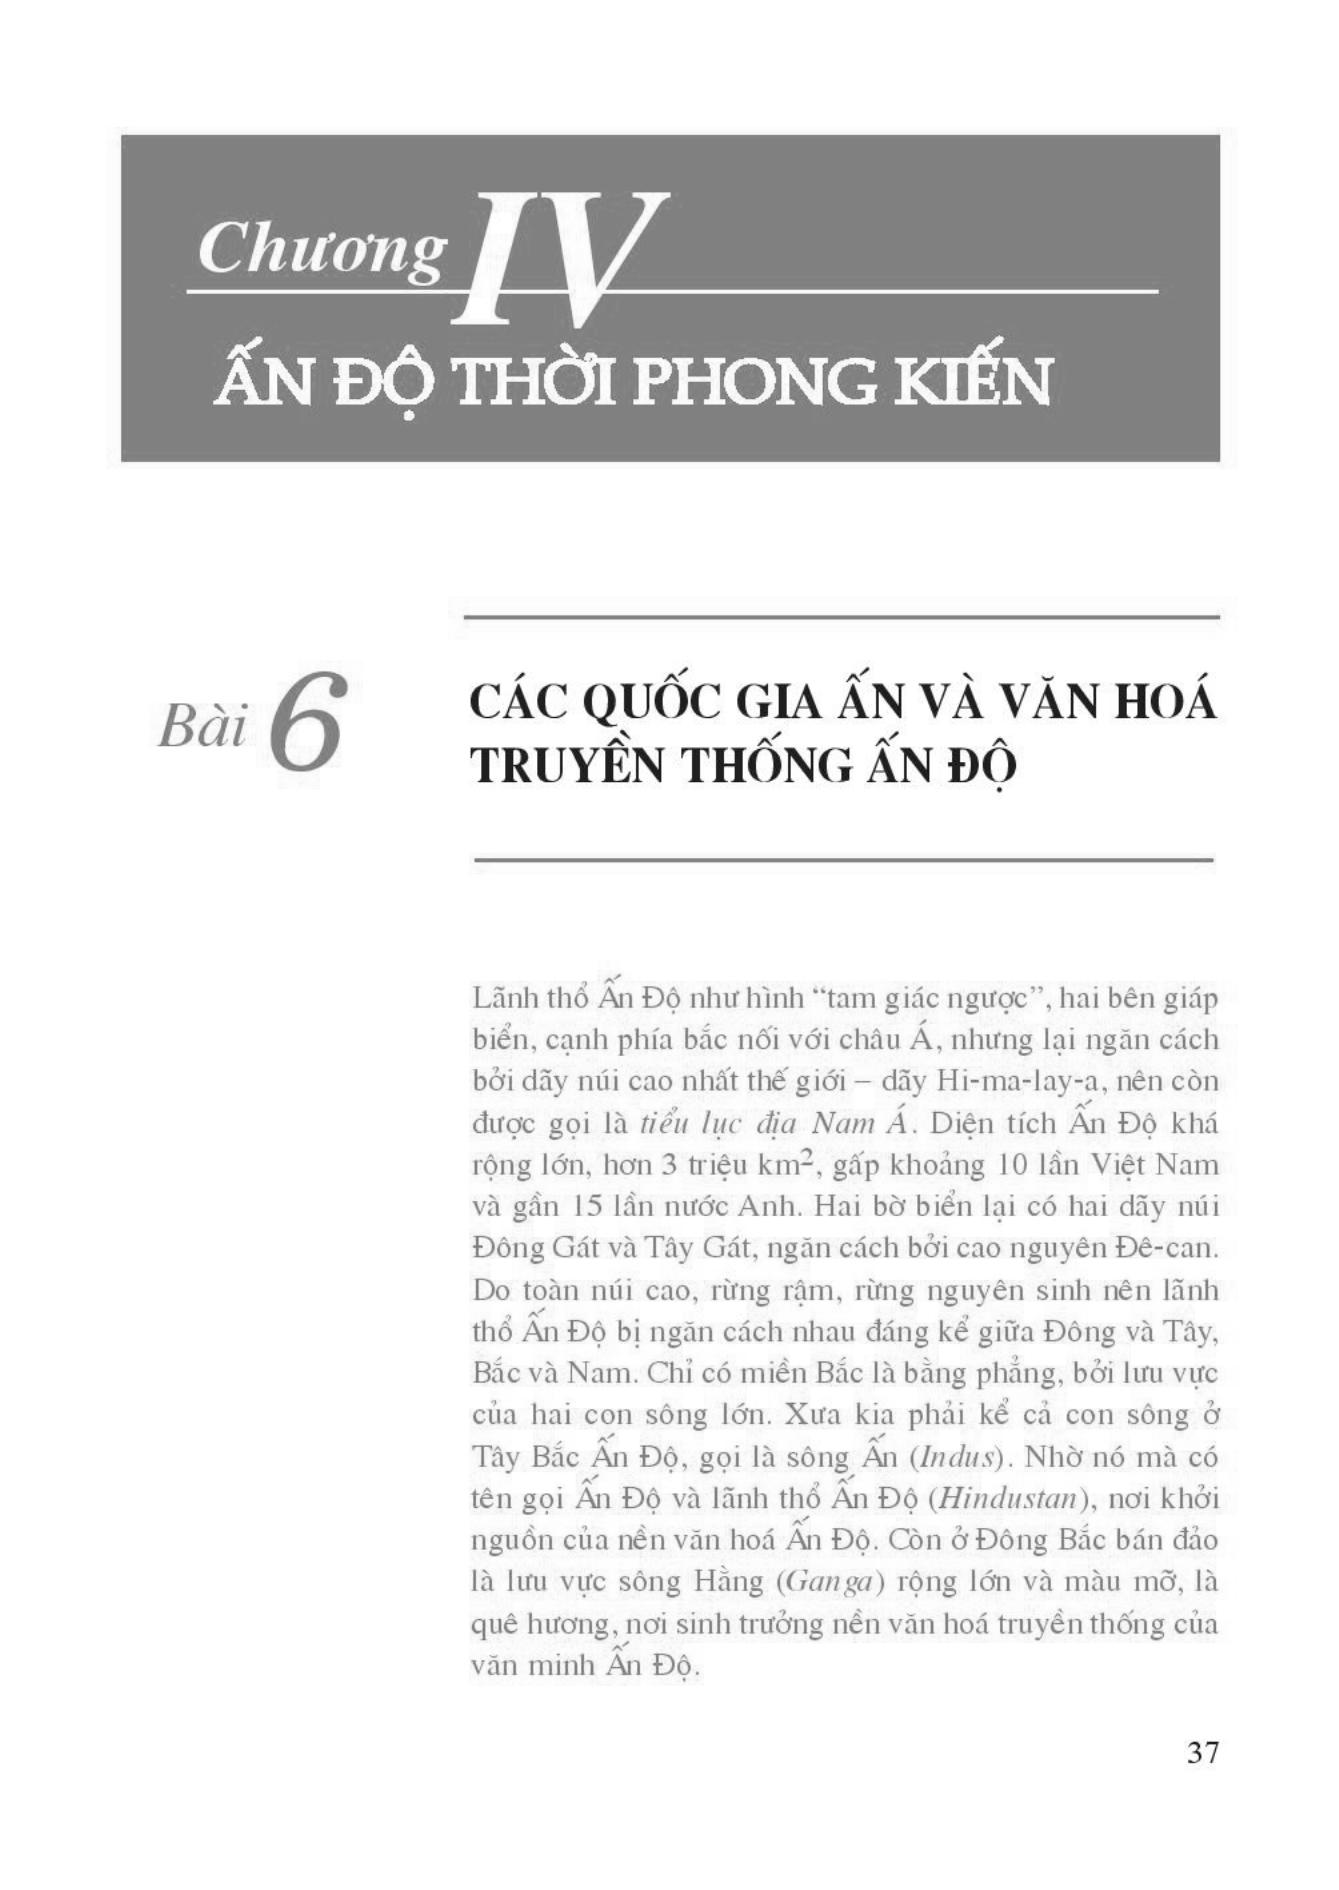 Chương IV
ẤN ĐỘ THỜI PHONG KIẾN
Bài 6
CÁC QUỐC GIA ẤN VÀ VĂN HOÁ
TRUYỀN THỐNG ẤN ĐỘ
Lãnh thổ Ấn Độ như hình “tam giác ngược”, hai bên giáp
biển, cạnh phía bắc nối với châu Á, nhưng lại ngăn cách
bởi dãy núi cao nhất thế giới – dãy Hi-ma-lay-a, nên còn
được gọi là tiểu lục địa Nam Á. Diện tích Ấn Độ khá
rộng lớn, hơn 3 triệu km², gấp khoảng 10 lần Việt Nam
và gần 15 lần nước Anh. Hai bờ biển lại có hai dãy núi
Đông Gát và Tây Gát, ngăn cách bởi cao nguyên Đê-can.
Do toàn núi cao, rừng rậm, rừng nguyên sinh nên lãnh
thổ Ấn Độ bị ngăn cách nhau đáng kể giữa Đông và Tây,
Bắc và Nam. Chỉ có miền Bắc là bằng phẳng, bởi lưu vực
của hai con sông lớn. Xưa kia phải kể cả con sông ở
Tây Bắc Ấn Độ, gọi là sông Ấn (Indus). Nhờ nó mà có
tên gọi Ấn Độ và lãnh thổ Ấn Độ (Hindustan), nơi khởi
nguồn của nền văn hoá Ấn Độ. Còn ở Đông Bắc bán đảo
là lưu vực sông Hằng (Ganga) rộng lớn và màu mỡ, là
quê hương, nơi sinh trưởng nền văn hoá truyền thống của
văn minh Ấn Độ.
37